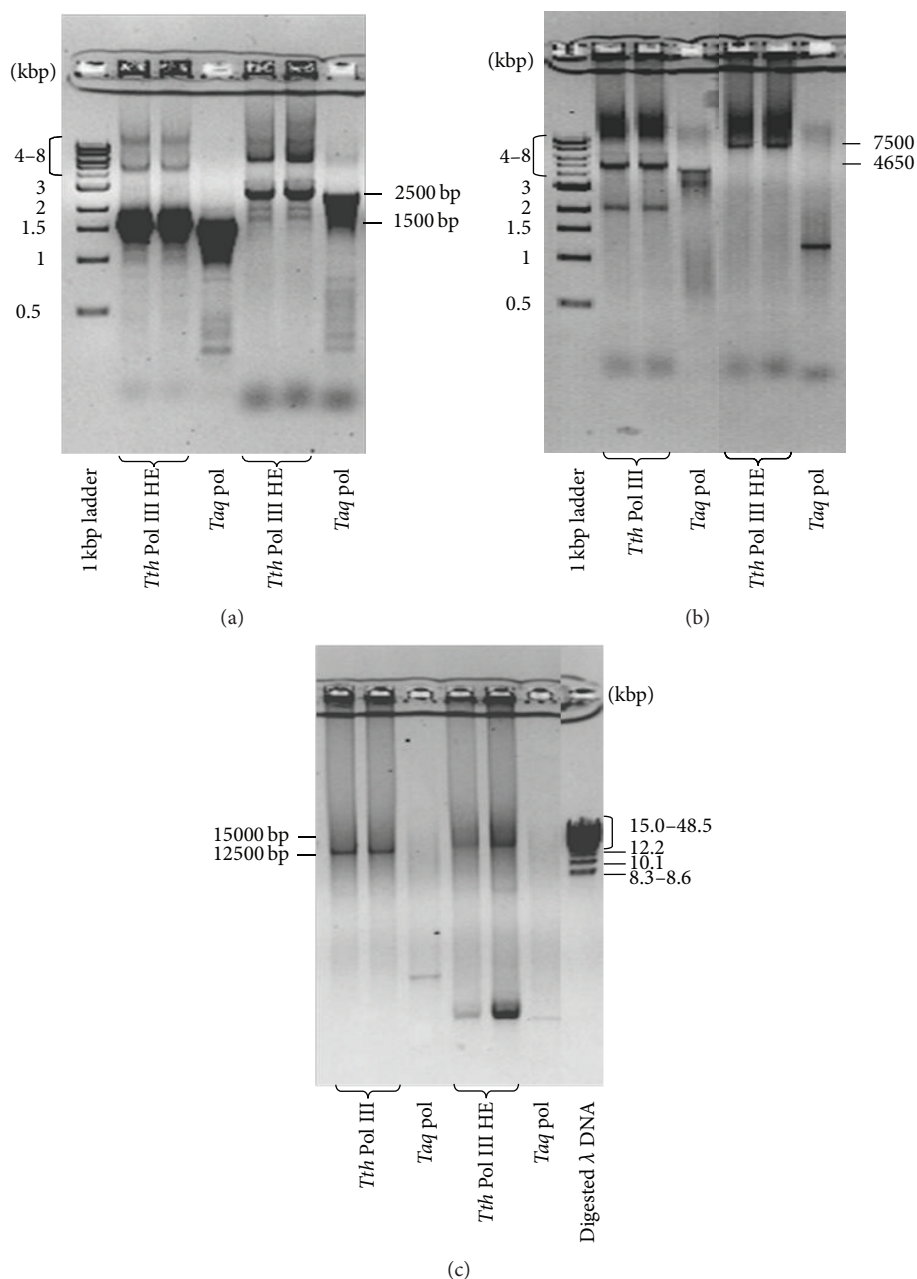 (kbp)
4–8
3
2
1.5
1
0.5
2500 bp
1500 bp
1 kbp ladder
Tth Pol III HE
Taq pol
Tth Pol III HE
Taq pol
(a)
(kbp)
4–8
3
2
1.5
1
0.5
7500
4650
1 kbp ladder
Tth Pol III
Taq pol
Tth Pol III HE
Taq pol
(b)
15000 bp
12500 bp
(kbp)
15.0–48.5
12.2
10.1
8.3–8.6
Tth Pol III
Taq pol
Tth Pol III HE
Taq pol
Digested λ DNA
(c)